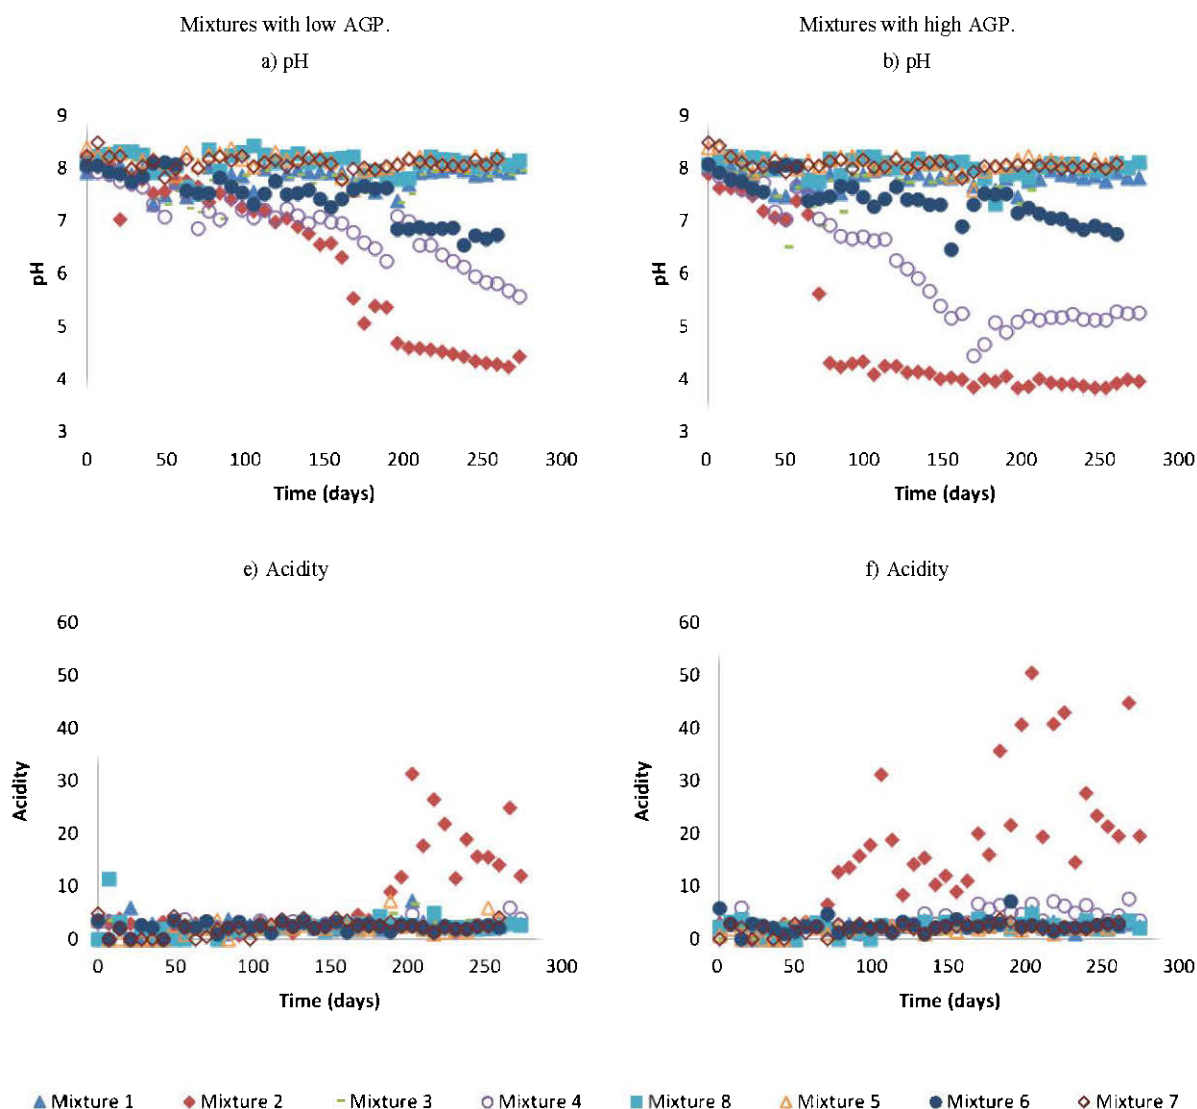 Mixtures with low AGP.
Mixtures with high AGP.
a) pH
b) pH
9
8
7
6
5
4
3
pH
0 50 100 150 200 250 300
Time (days)
9
8
7
6
5
4
3
pH
0 50 100 150 200 250 300
Time (days)
e) Acidity
f) Acidity
60
50
40
30
20
10
0
Acidity
0 50 100 150 200 250 300
Time (days)
60
50
40
30
20
10
0
Acidity
0 50 100 150 200 250 300
Time (days)
Mixture 1 Mixture 2 Mixture 3 Mixture 4 Mixture 8 Mixture 5 Mixture 6 Mixture 7